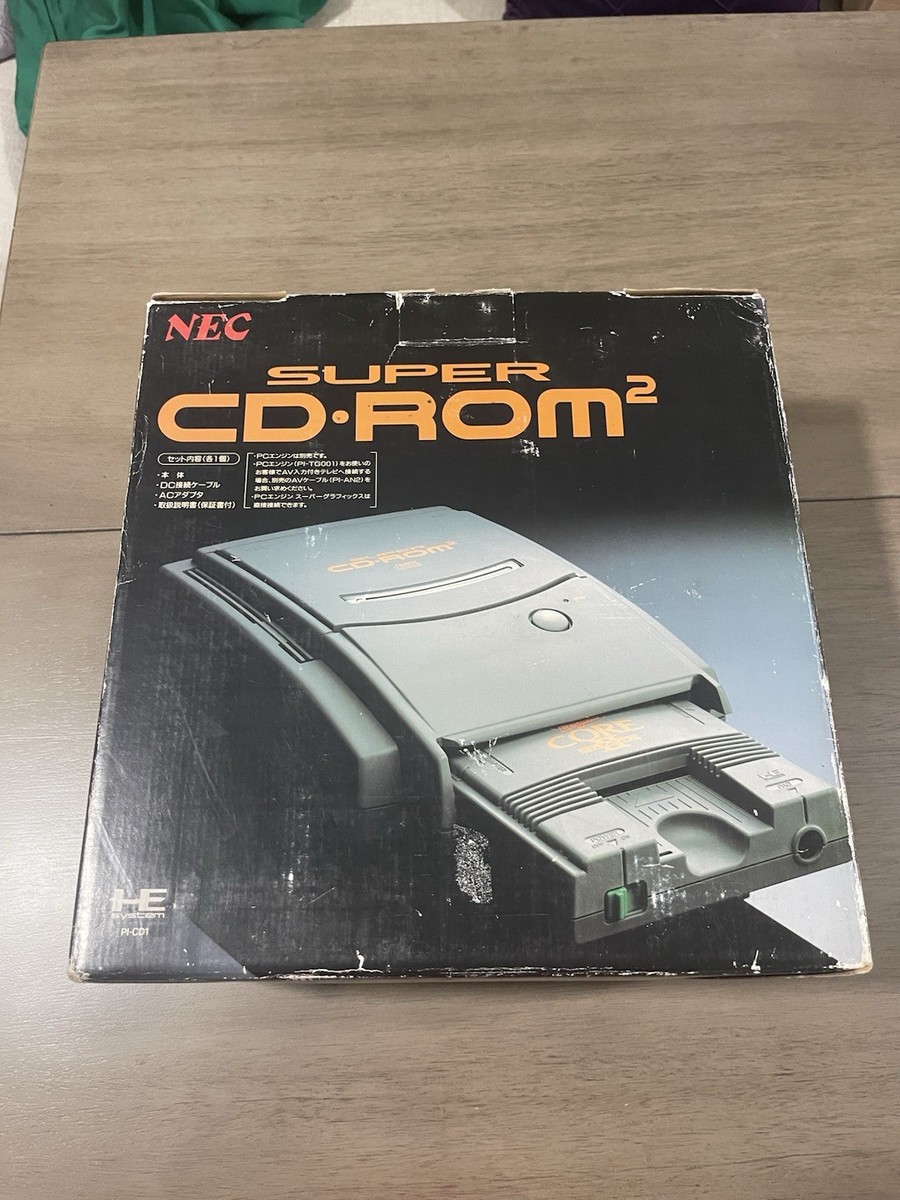 NEC
SUPER
CD·ROM²
セット内容(各1個)
・本 体
・DC接続ケーブル
・ACアダプタ
・取扱説明書(保証書付)
・PCエンジンは別売です。
・PCエンジン(PI-TG001)をお使いの
お客様でAV入力付きテレビへ接続する
場合、別売のAVケーブル(PI-AN2)を
お買い求めください。
・PCエンジン スーパーグラフィックスは
直接接続できます。
CD·ROM²
CORE
HE
system
PI-CD1